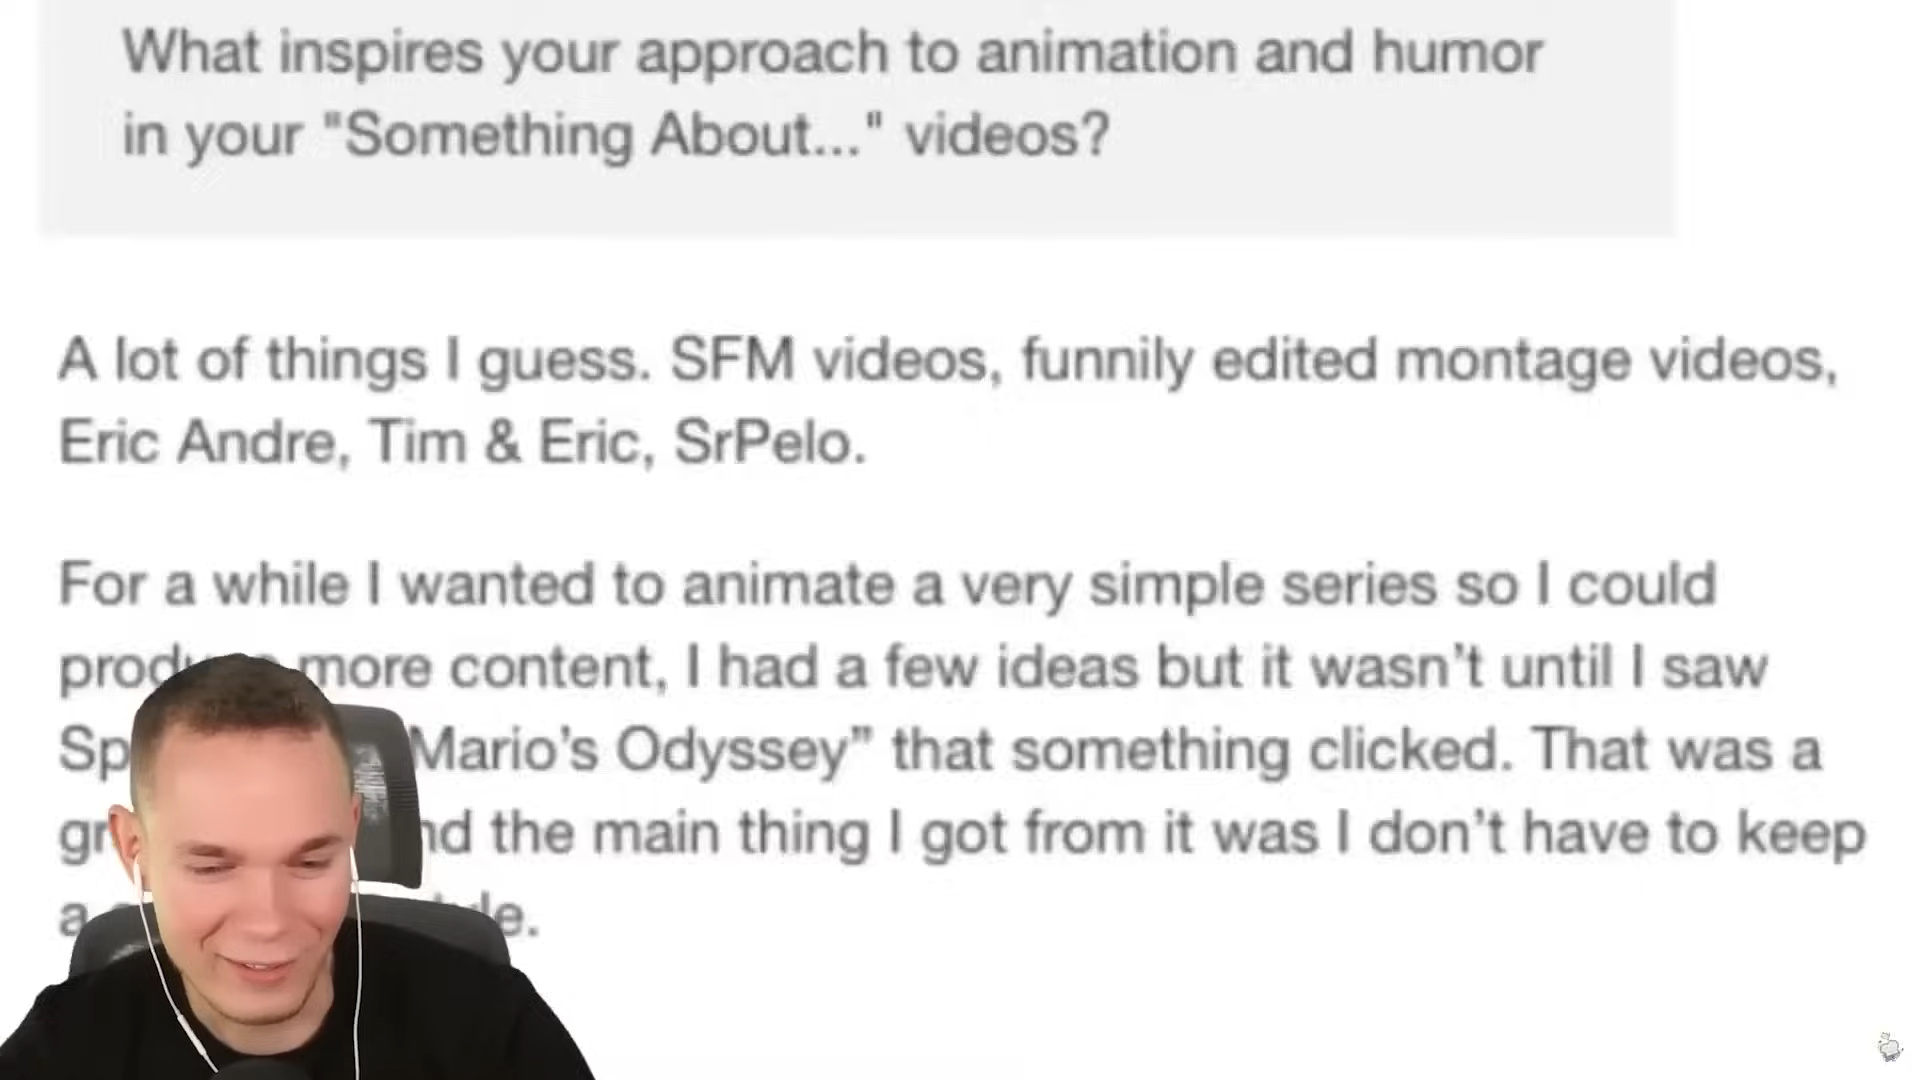 What inspires your approach to animation and humor
in your "Something About..." videos?
A lot of things I guess. SFM videos, funnily edited montage videos,
Eric Andre, Tim & Eric, SrPelo.
For a while I wanted to animate a very simple series so I could
more content, I had a few ideas but it wasn’t until I saw
Mario’s Odyssey” that something clicked. That was a
the main thing I got from it was I don’t have to keep
a